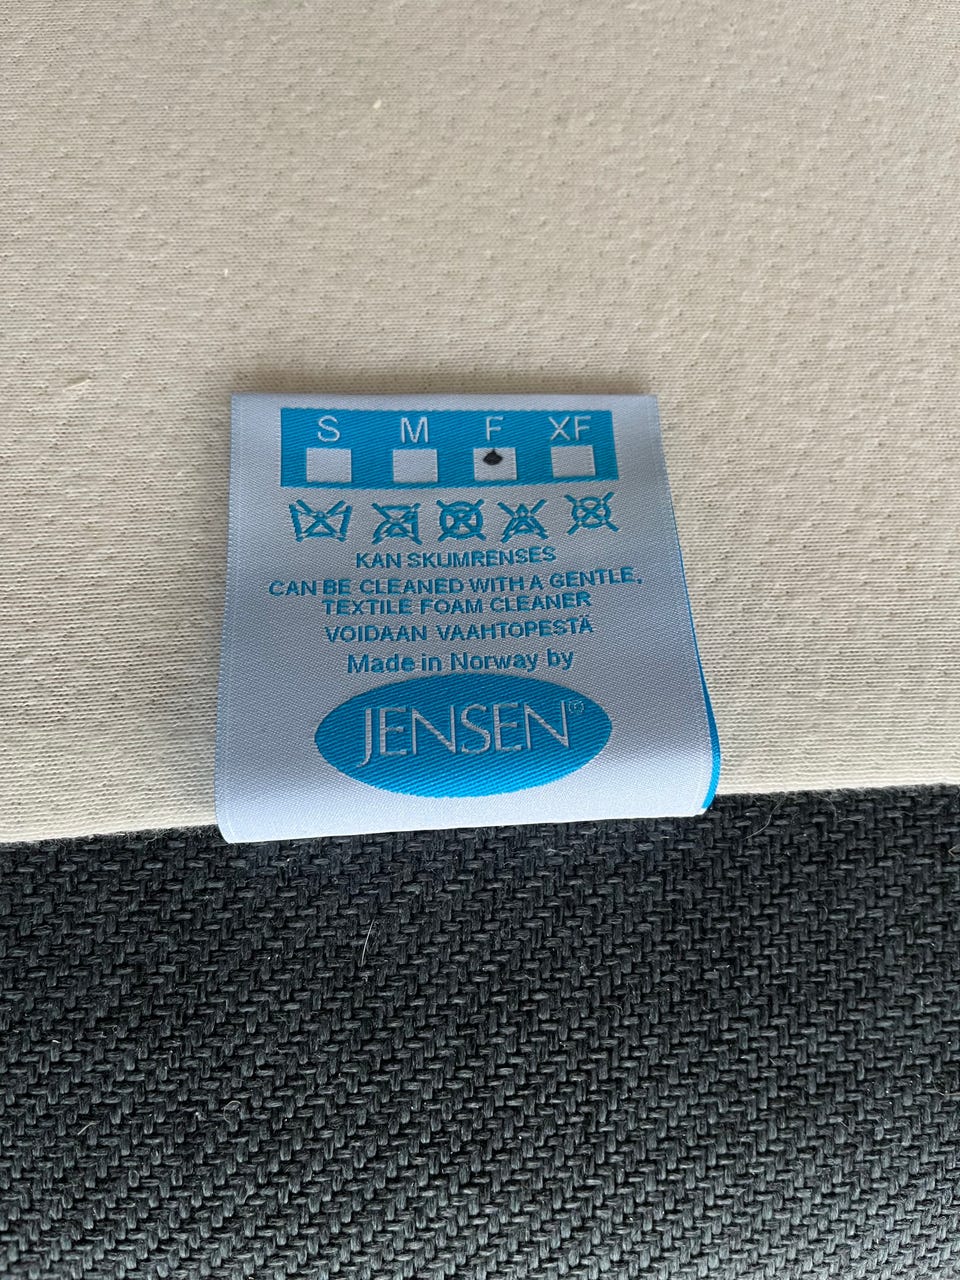 S M F XF
KAN SKUMRENSES
CAN BE CLEANED WITH A GENTLE,
TEXTILE FOAM CLEANER
VOIDAAN VAAHTOPESTÄ
Made in Norway by
JENSEN®